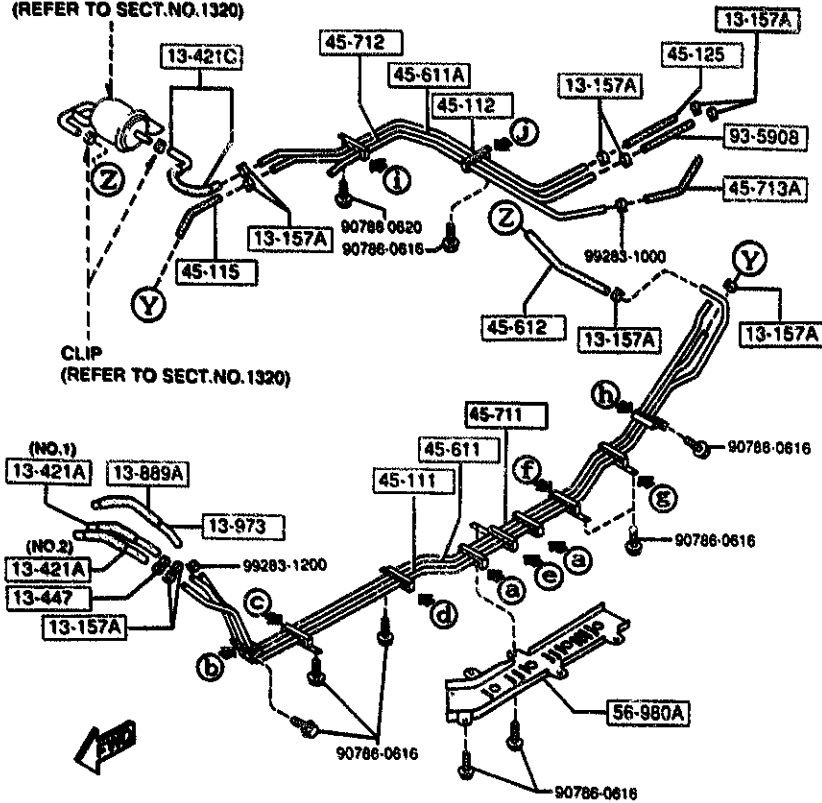 (REFER TO SECT.NO.1320)
13-157A
45-712
13-421C
45-125
45-611A
13-157A
45-112
J
93-5908
Z
i
45-713A
90786-0620
Z
13-157A
90786-0616
99283-1000
45-115
Y
Y
45-612
13-157A
13-157A
CLIP
(REFER TO SECT.NO.1320)
h
45-711
90786-0616
(NO.1)
45-611
13-421A
13-889A
f
45-111
g
13-973
(NO.2)
90786-0616
13-421A
99283-1200
a
e
a
13-447
c
d
13-157A
b
56-980A
FWD
90786-0616
90786-0616